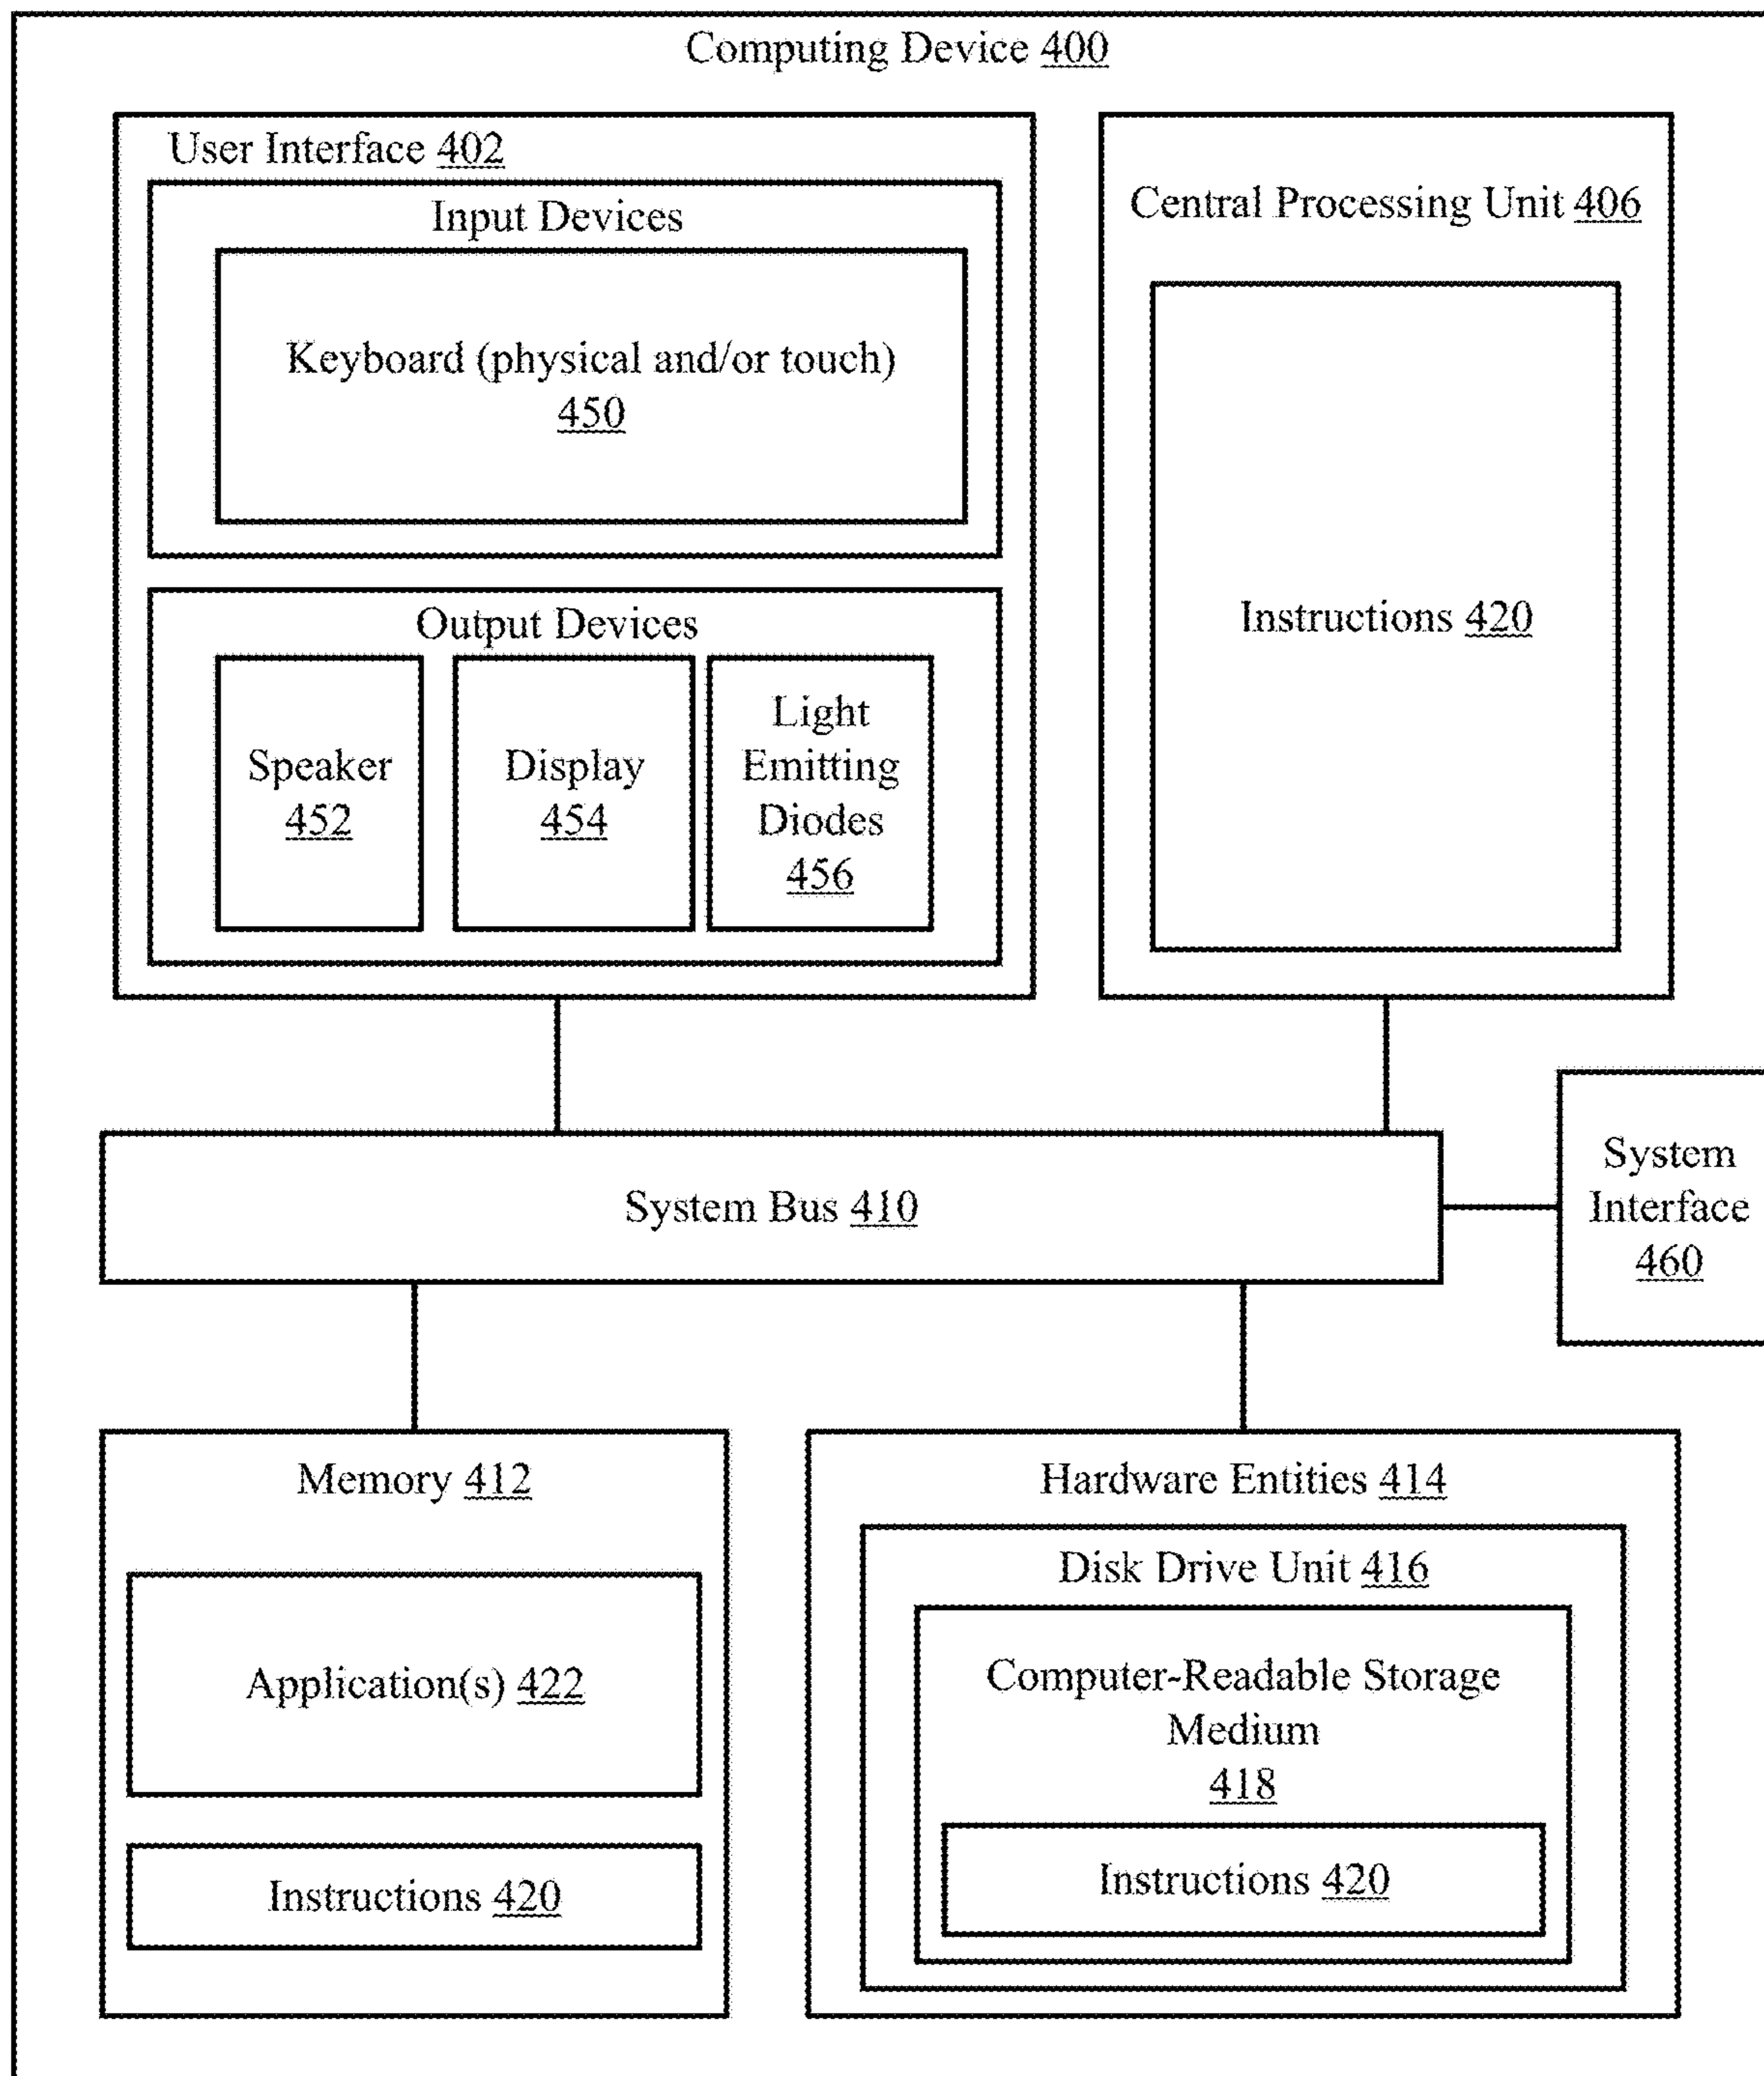 Computing Device 400
User Interface 402
Input Devices
Keyboard (physical and/or touch)
450
Output Devices
Speaker
452
Display
454
Light
Emitting
Diodes
456
Central Processing Unit 406
Instructions 420
System Bus 410
System
Interface
460
Memory 412
Application(s) 422
Instructions 420
Hardware Entities 414
Disk Drive Unit 416
Computer-Readable Storage
Medium
418
Instructions 420